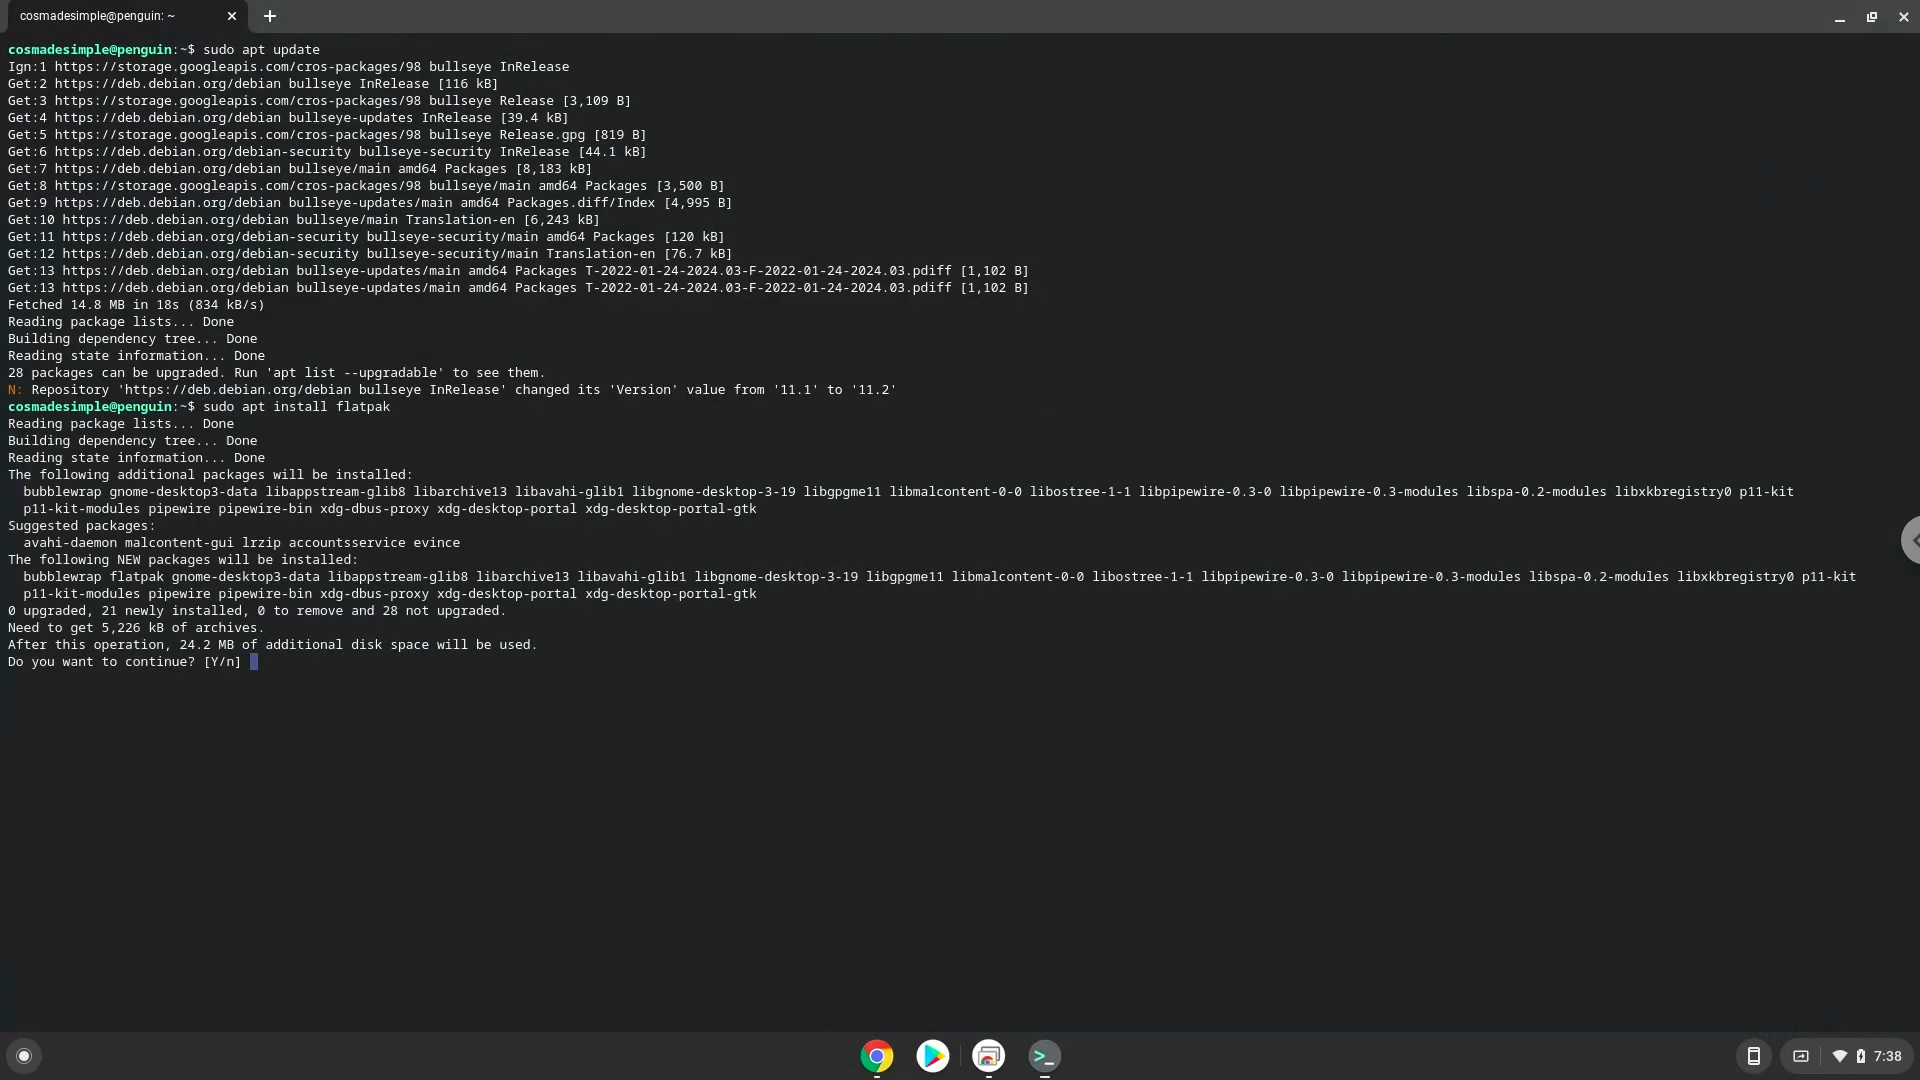 cosmadesimple@penguin: ~
cosmadesimple@penguin:~$ sudo apt update
Ign:1 https://storage.googleapis.com/cros-packages/98 bullseye InRelease
Get:2 https://deb.debian.org/debian bullseye InRelease [116 kB]
Get:3 https://storage.googleapis.com/cros-packages/98 bullseye Release [3,109 B]
Get:4 https://deb.debian.org/debian bullseye-updates InRelease [39.4 kB]
Get:5 https://storage.googleapis.com/cros-packages/98 bullseye Release.gpg [819 B]
Get:6 https://deb.debian.org/debian-security bullseye-security InRelease [44.1 kB]
Get:7 https://deb.debian.org/debian bullseye/main amd64 Packages [8,183 kB]
Get:8 https://storage.googleapis.com/cros-packages/98 bullseye/main amd64 Packages [3,500 B]
Get:9 https://deb.debian.org/debian bullseye-updates/main amd64 Packages.diff/Index [4,995 B]
Get:10 https://deb.debian.org/debian bullseye/main Translation-en [6,243 kB]
Get:11 https://deb.debian.org/debian-security bullseye-security/main amd64 Packages [120 kB]
Get:12 https://deb.debian.org/debian-security bullseye-security/main Translation-en [76.7 kB]
Get:13 https://deb.debian.org/debian bullseye-updates/main amd64 Packages T-2022-01-24-2024.03-F-2022-01-24-2024.03.pdiff [1,102 B]
Get:13 https://deb.debian.org/debian bullseye-updates/main amd64 Packages T-2022-01-24-2024.03-F-2022-01-24-2024.03.pdiff [1,102 B]
Fetched 14.8 MB in 18s (834 kB/s)
Reading package lists... Done
Building dependency tree... Done
Reading state information... Done
28 packages can be upgraded. Run 'apt list --upgradable' to see them.
N: Repository 'https://deb.debian.org/debian bullseye InRelease' changed its 'Version' value from '11.1' to '11.2'
cosmadesimple@penguin:~$ sudo apt install flatpak
Reading package lists... Done
Building dependency tree... Done
Reading state information... Done
The following additional packages will be installed:
bubblewrap gnome-desktop3-data libappstream-glib8 libarchive13 libavahi-glib1 libgnome-desktop-3-19 libgpgme11 libmalcontent-0-0 libostree-1-1 libpipewire-0.3-0 libpipewire-0.3-modules libspa-0.2-modules libxkbregistry0 p11-kit
p11-kit-modules pipewire pipewire-bin xdg-dbus-proxy xdg-desktop-portal xdg-desktop-portal-gtk
Suggested packages:
avahi-daemon malcontent-gui lrzip accountsservice evince
The following NEW packages will be installed:
bubblewrap flatpak gnome-desktop3-data libappstream-glib8 libarchive13 libavahi-glib1 libgnome-desktop-3-19 libgpgme11 libmalcontent-0-0 libostree-1-1 libpipewire-0.3-0 libpipewire-0.3-modules libspa-0.2-modules libxkbregistry0 p11-kit
p11-kit-modules pipewire pipewire-bin xdg-dbus-proxy xdg-desktop-portal xdg-desktop-portal-gtk
0 upgraded, 21 newly installed, 0 to remove and 28 not upgraded.
Need to get 5,226 kB of archives.
After this operation, 24.2 MB of additional disk space will be used.
Do you want to continue? [Y/n]
7:38